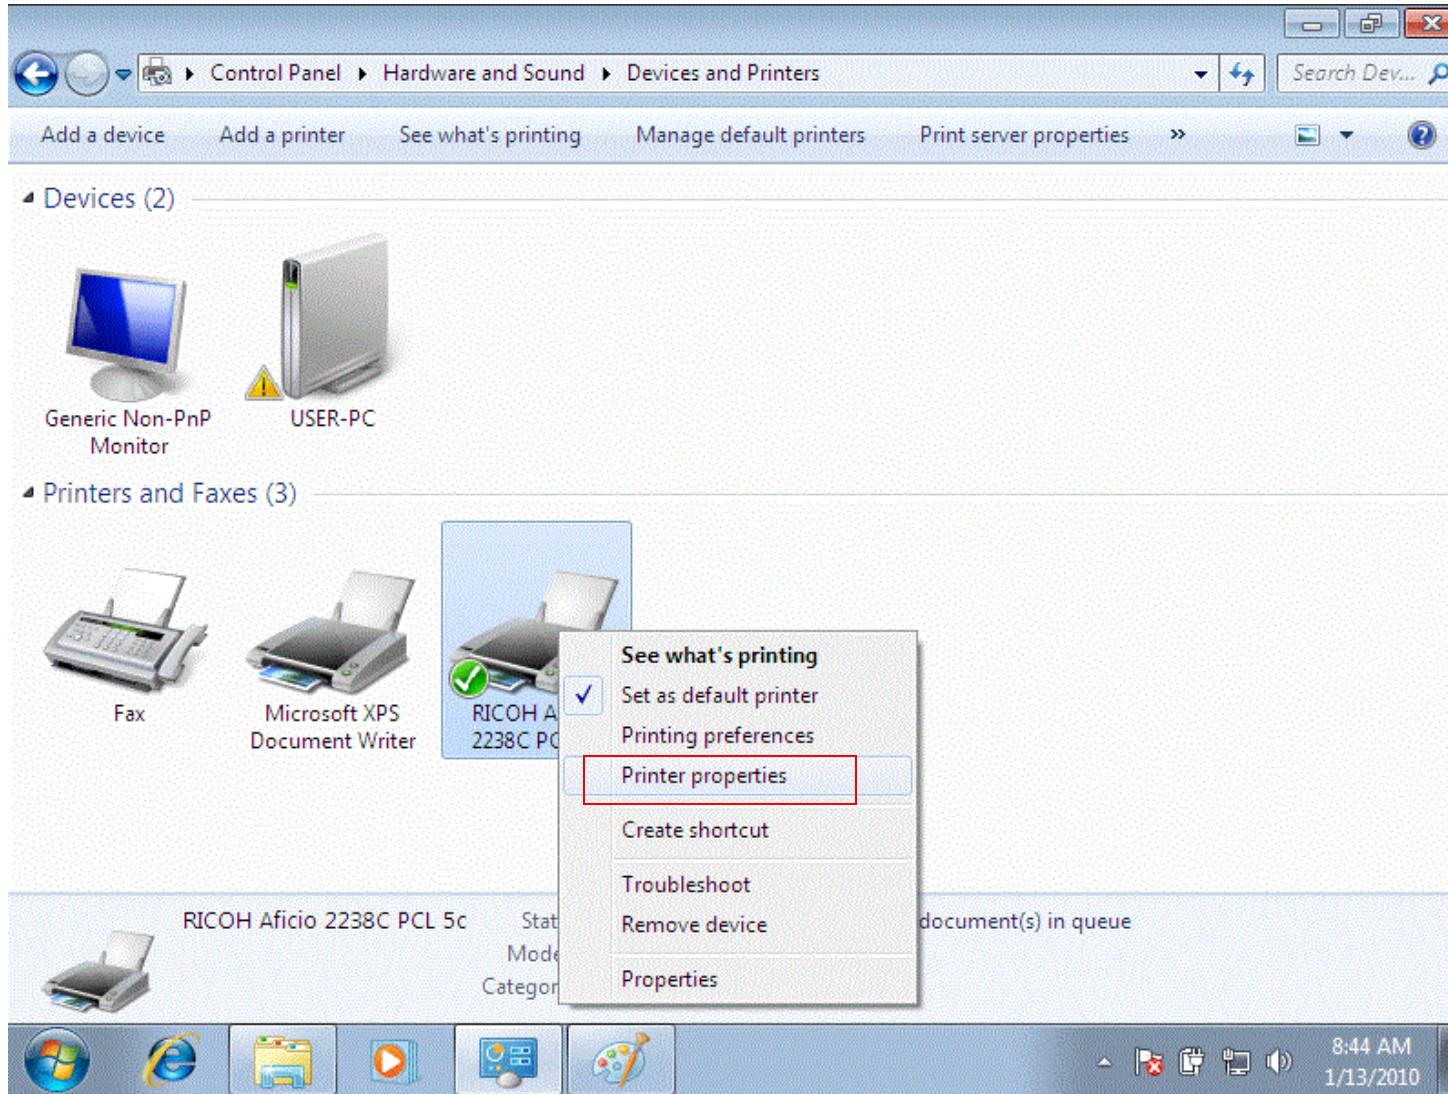 Control Panel Hardware and Sound Devices and Printers
Search Dev...
Add a device Add a printer See what's printing Manage default printers Print server properties »
Devices (2)
Generic Non-PnP
Monitor
USER-PC
Printers and Faxes (3)
Fax
Microsoft XPS
Document Writer
RICOH A
2238C PC
See what's printing
Set as default printer
Printing preferences
Printer properties
Create shortcut
Troubleshoot
Remove device
Properties
RICOH Aficio 2238C PCL 5c
Stat
document(s) in queue
Mode
Categor
8:44 AM
1/13/2010